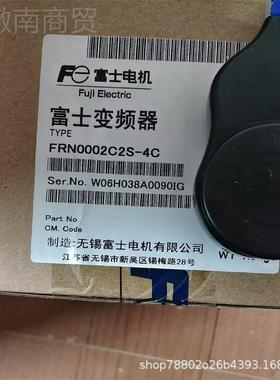 敳南商贸
Fe 富士电机
Fuji Electric
富士变频器
TYPE
FRN0002C2S-4C
Ser.No. W06H038A0090IG
Part No.
CM. Code
制造:无锡富士电机有限公司
江苏省无锡市新吴区锡梅路28号
shop78802o26b4393.168